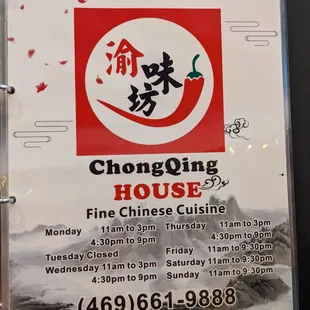 渝味坊
ChongQing
HOUSE
Fine Chinese Cuisine
Monday 11am to 3pm Thursday 11am to 3pm
4:30pm to 9pm 4:30pm to 9pm
Tuesday Closed Friday 11am to 9:30pm
Wednesday 11am to 3pm Saturday 11am to 9:30pm
4:30pm to 9pm Sunday 11am to 9:30pm
(469)661-9888